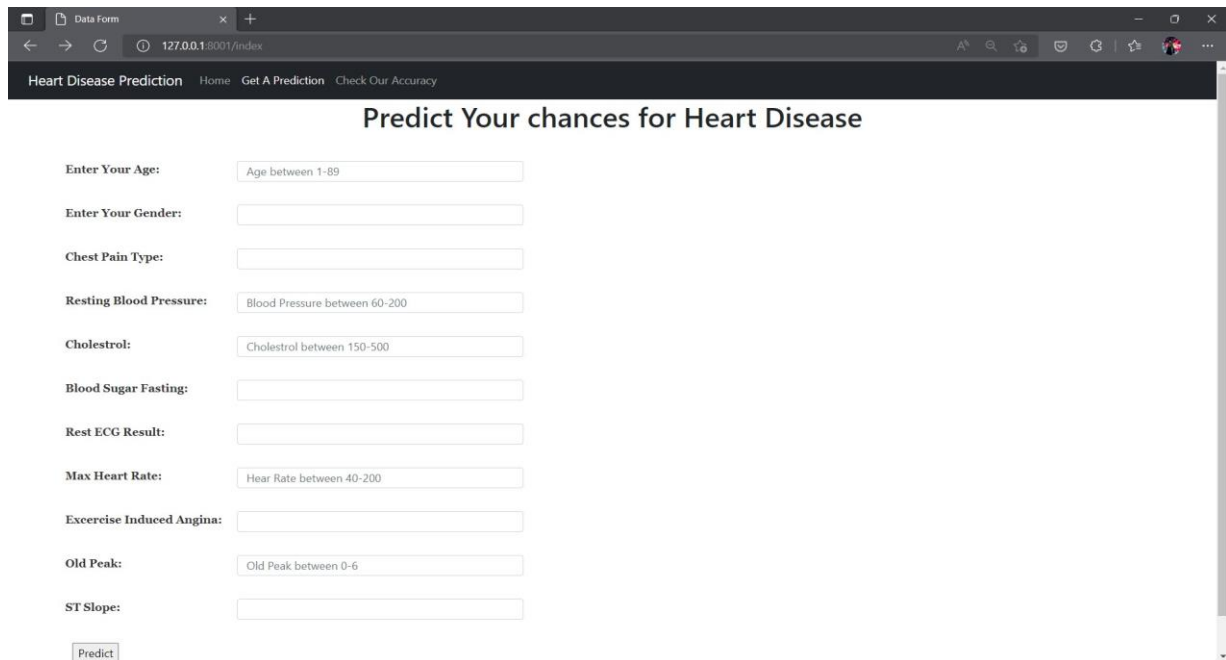 Data Form
127.0.0.1:8001/index
Heart Disease Prediction Home Get A Prediction Check Our Accuracy
Predict Your chances for Heart Disease
Enter Your Age: Age between 1-89
Enter Your Gender:
Chest Pain Type:
Resting Blood Pressure: Blood Pressure between 60-200
Cholestrol: Cholestrol between 150-500
Blood Sugar Fasting:
Rest ECG Result:
Max Heart Rate: Hear Rate between 40-200
Excercise Induced Angina:
Old Peak: Old Peak between 0-6
ST Slope:
Predict